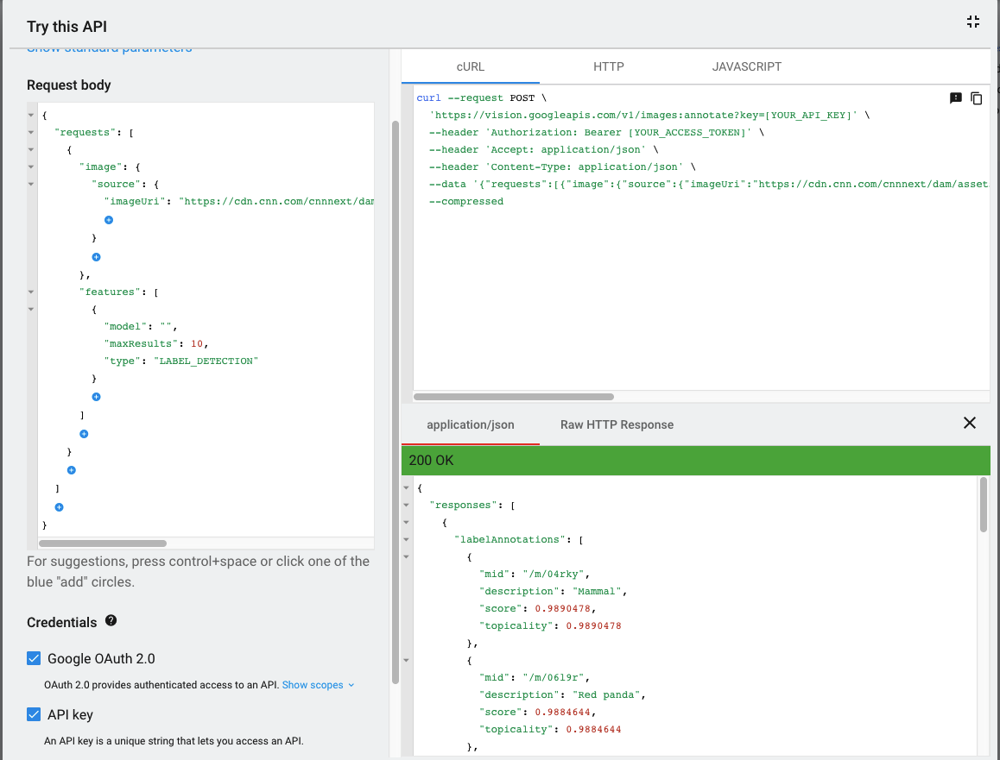 Try this API
Show standard parameters
Request body
{
"requests": [
{
"image": {
"source": {
"imageUri": "https://cdn.cnn.com/cnnnext/dam
}
}
},
"features": [
{
"model": "",
"maxResults": 10,
"type": "LABEL_DETECTION"
}
]
}
]
}
For suggestions, press control+space or click one of the
blue "add" circles.
Credentials
Google OAuth 2.0
OAuth 2.0 provides authenticated access to an API. Show scopes
API key
An API key is a unique string that lets you access an API.
cURL HTTP JAVASCRIPT
curl --request POST \
'https://vision.googleapis.com/v1/images:annotate?key=[YOUR_API_KEY]' \
--header 'Authorization: Bearer [YOUR_ACCESS_TOKEN]' \
--header 'Accept: application/json' \
--header 'Content-Type: application/json' \
--data '{"requests":[{"image":{"source":{"imageUri":"https://cdn.cnn.com/cnnnext/dam/asset
--compressed
application/json Raw HTTP Response
200 OK
{
"responses": [
{
"labelAnnotations": [
{
"mid": "/m/04rky",
"description": "Mammal",
"score": 0.9890478,
"topicality": 0.9890478
},
{
"mid": "/m/06l9r",
"description": "Red panda",
"score": 0.9884644,
"topicality": 0.9884644
},